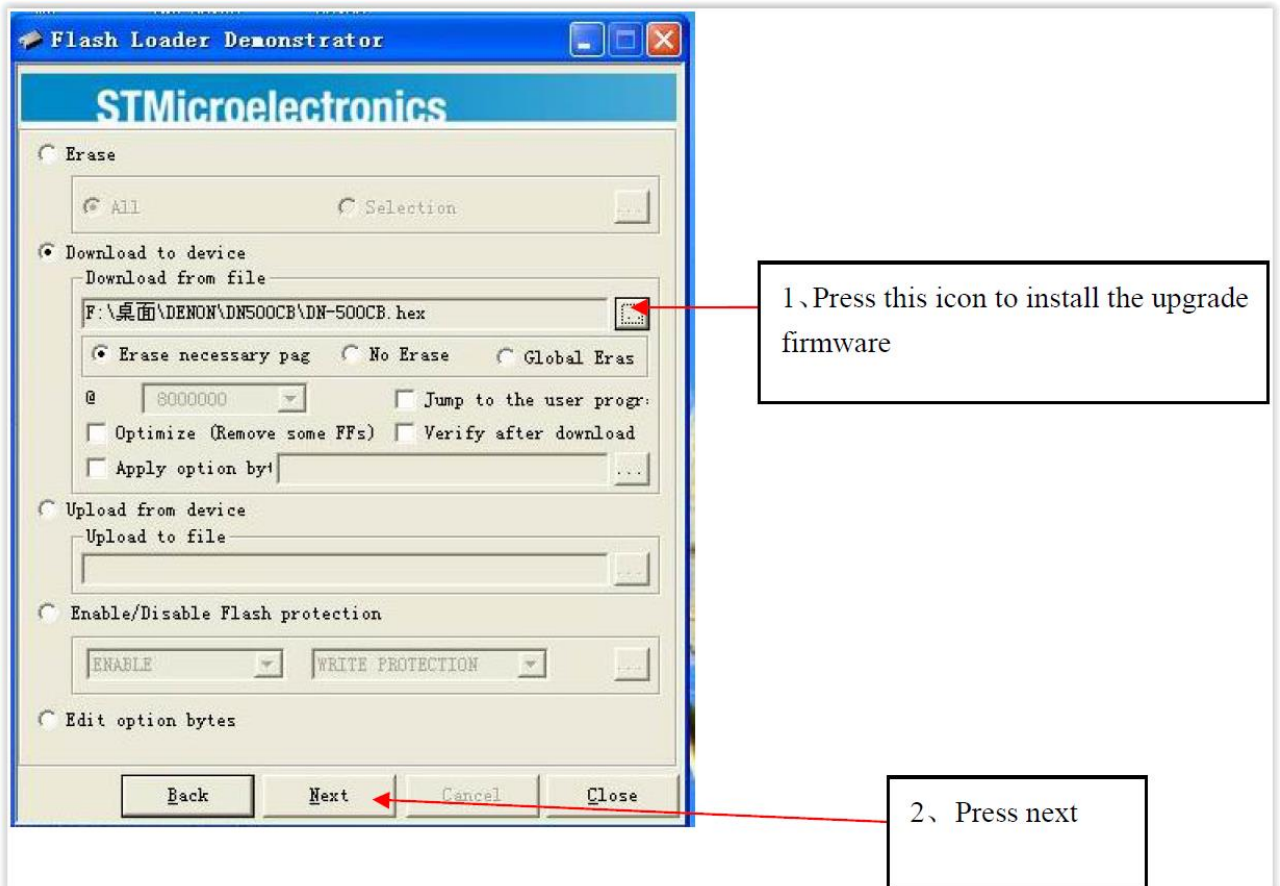 Flash Loader Demonstrator
STMicroelectronics
Erase
All Selection ...
Download to device
Download from file
F:\桌面\DENON\DN500CB\DN-500CB.hex
Erase necessary pag No Erase Global Eras
@ 8000000 Jump to the user progr
Optimize (Remove some FFs) Verify after download
Apply option byt ...
Upload from device
Upload to file
...
Enable/Disable Flash protection
ENABLE WRITE PROTECTION ...
Edit option bytes
Back Next Cancel Close
1、Press this icon to install the upgrade
firmware
2、 Press next